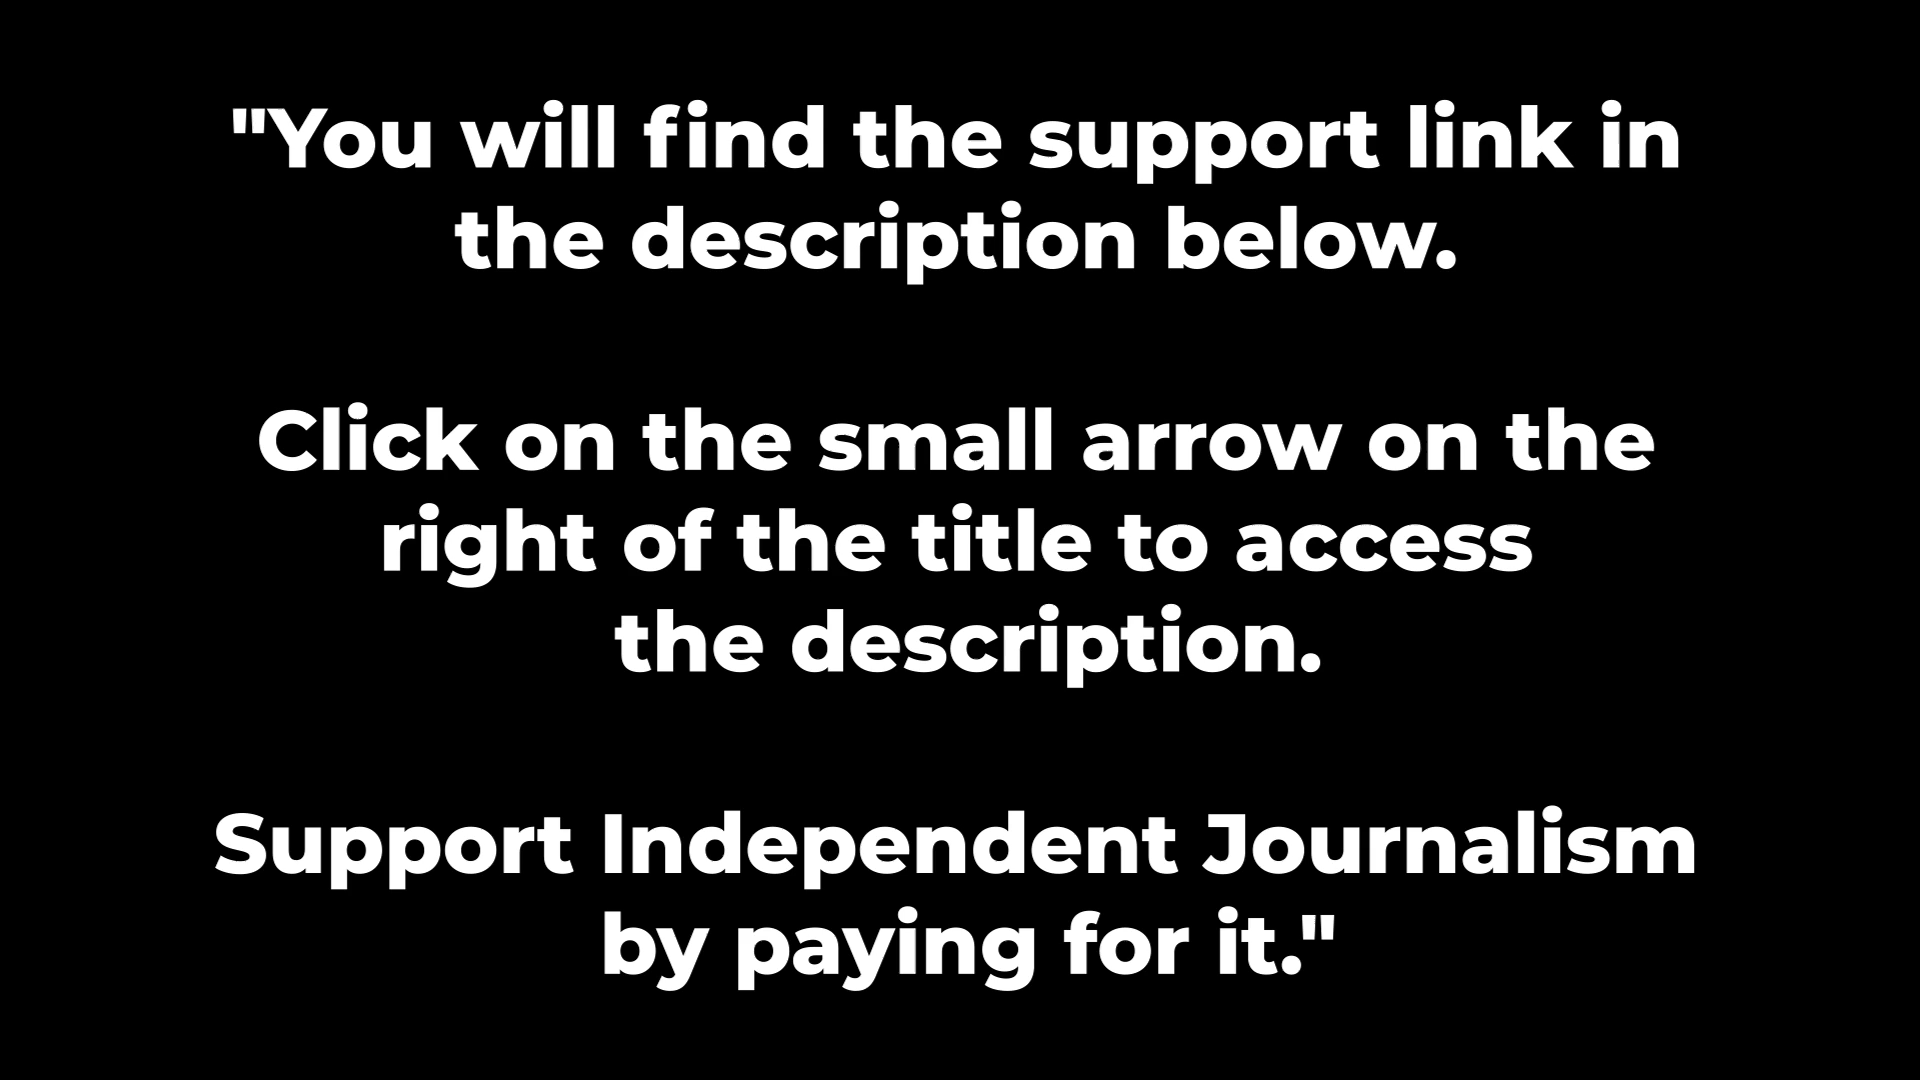 "You will find the support link in
the description below.
Click on the small arrow on the
right of the title to access
the description.
Support Independent Journalism
by paying for it."